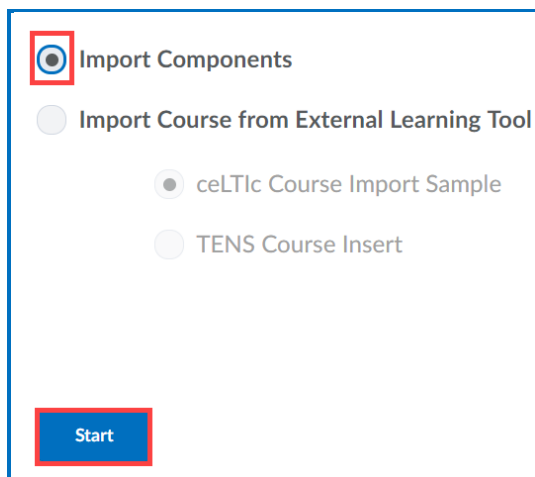 Import Components
Import Course from External Learning Tool
ceLTIc Course Import Sample
TENS Course Insert
Start